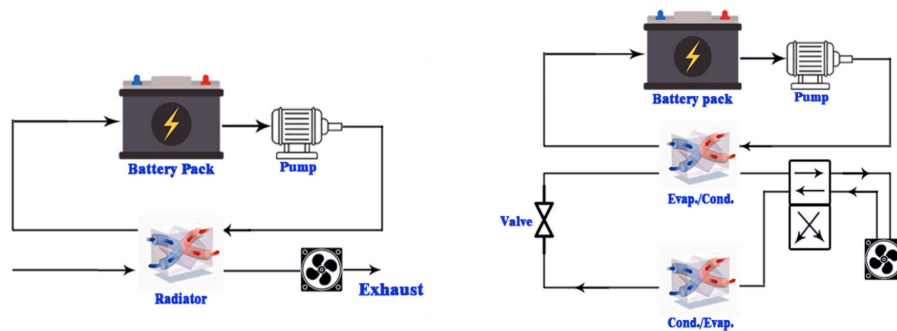 Battery Pack
Pump
Radiator
Exhaust
Battery pack
Pump
Evap./Cond.
Valve
Cond./Evap.